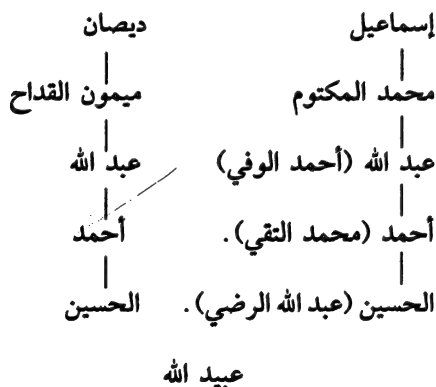 إسماعيل ديصان
محمد المكتوم ميمون القداح
عبد الله (أحمد الوفي) عبد الله
أحمد (محمد التقي). أحمد
الحسين (عبد الله الرضي). الحسين
عبيد الله